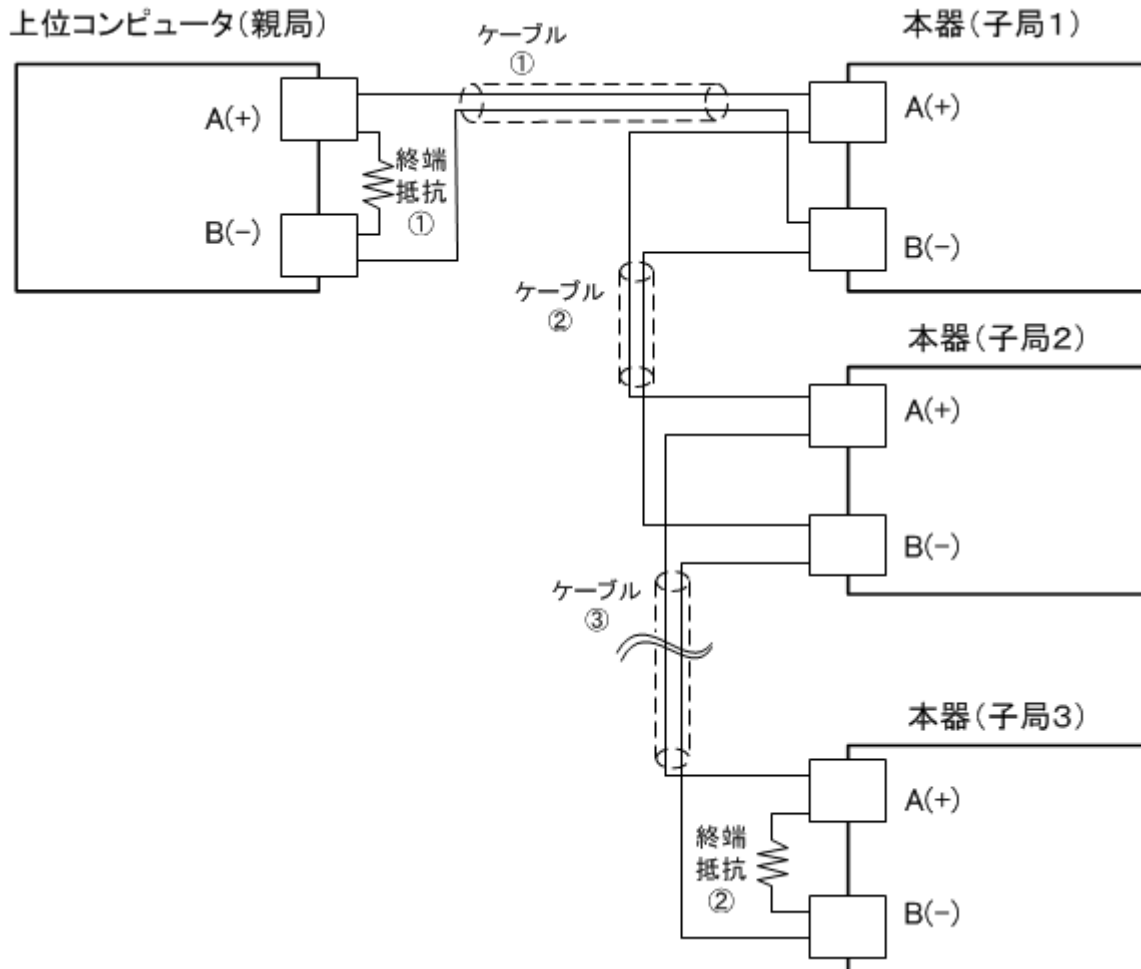 上位コンピュータ(親局)
ケーブル
①
本器(子局1)
A(+)
B(-)
終端
抵抗
①
A(+)
B(-)
ケーブル
②
本器(子局2)
A(+)
B(-)
ケーブル
③
本器(子局3)
A(+)
B(-)
終端
抵抗
②